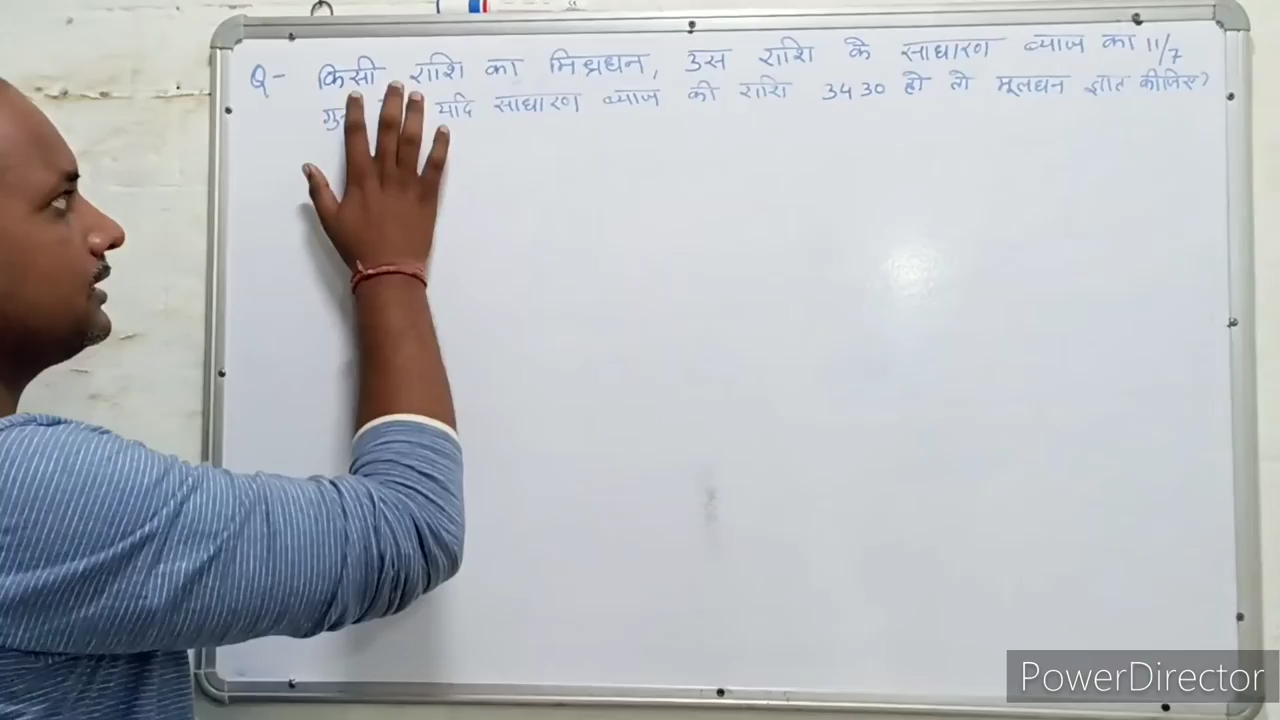 Q- किसी राशि का मिश्रधन, उस राशि के साधारण ब्याज का 11/7
यदि साधारण ब्याज की राशि 3430 हो तो मूलधन ज्ञात कीजिए?
PowerDirector